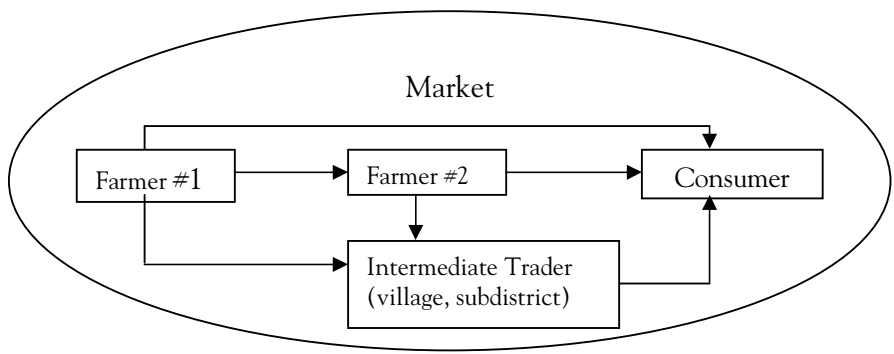 Market
Farmer #1
Farmer #2
Consumer
Intermediate Trader
(village, subdistrict)